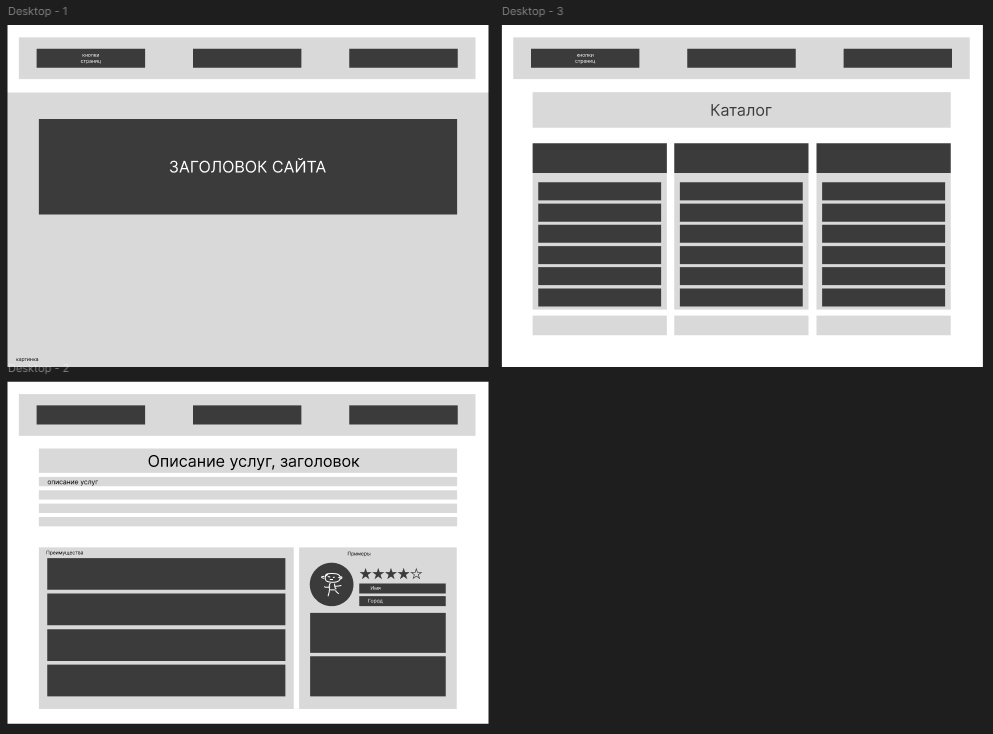 Desktop - 1
кнопки
страниц
ЗАГОЛОВОК САЙТА
картинка
Desktop - 3
кнопки
страниц
Каталог
Desktop - 2
Описание услуг, заголовок
описание услуг
Преимущества
Примеры
Имя
Город